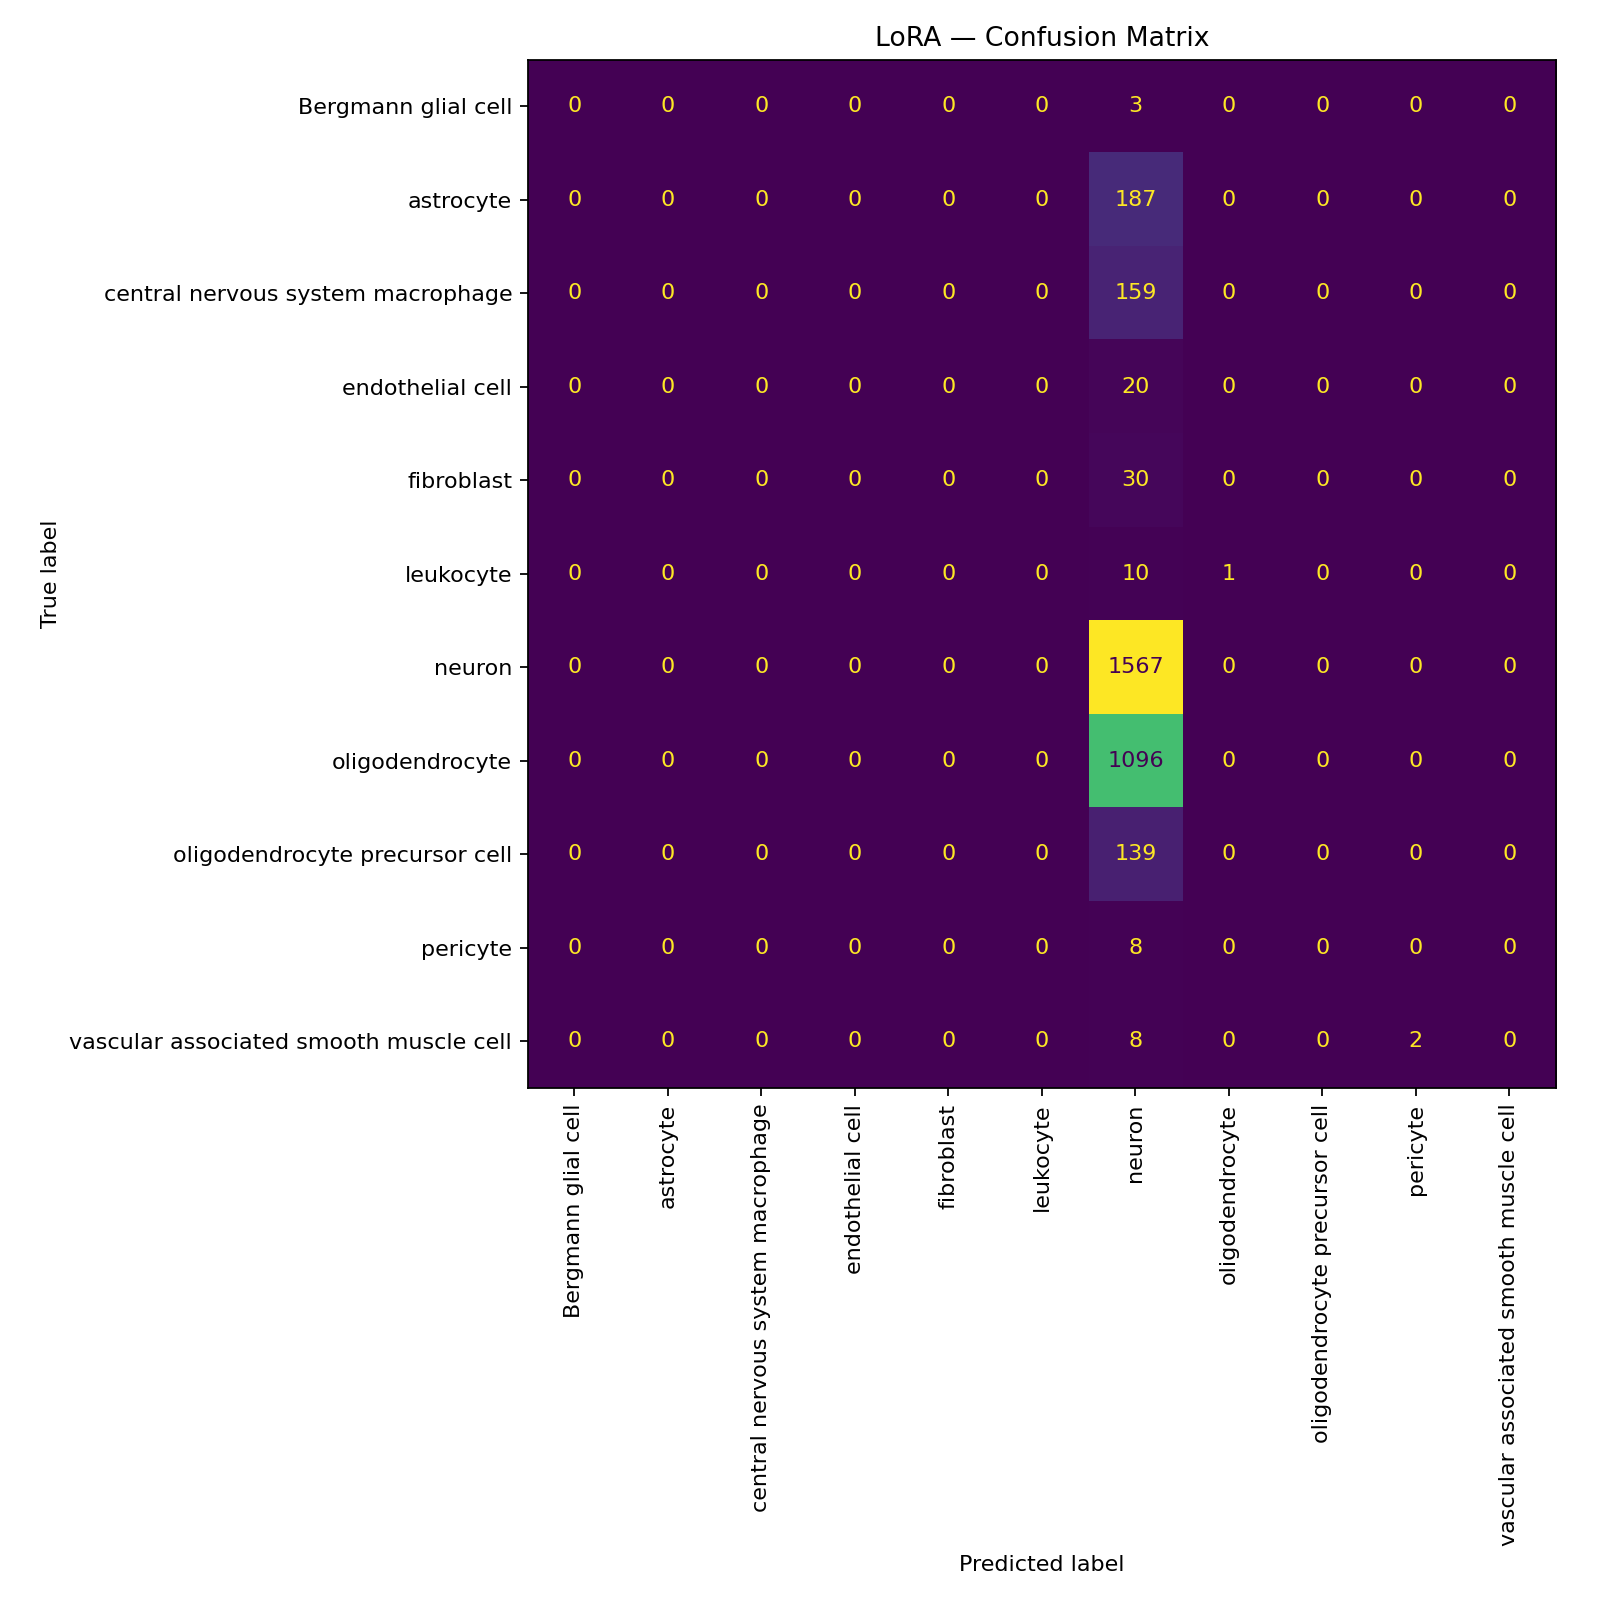 LoRA — Confusion Matrix
True label
Bergmann glial cell 0 0 0 0 0 0 3 0 0 0 0
astrocyte 0 0 0 0 0 0 187 0 0 0 0
central nervous system macrophage 0 0 0 0 0 0 159 0 0 0 0
endothelial cell 0 0 0 0 0 0 20 0 0 0 0
fibroblast 0 0 0 0 0 0 30 0 0 0 0
leukocyte 0 0 0 0 0 0 10 1 0 0 0
neuron 0 0 0 0 0 0 1567 0 0 0 0
oligodendrocyte 0 0 0 0 0 0 1096 0 0 0 0
oligodendrocyte precursor cell 0 0 0 0 0 0 139 0 0 0 0
pericyte 0 0 0 0 0 0 8 0 0 0 0
vascular associated smooth muscle cell 0 0 0 0 0 0 8 0 0 2 0
Bergmann glial cell
astrocyte
central nervous system macrophage
endothelial cell
fibroblast
leukocyte
neuron
oligodendrocyte
oligodendrocyte precursor cell
pericyte
vascular associated smooth muscle cell
Predicted label